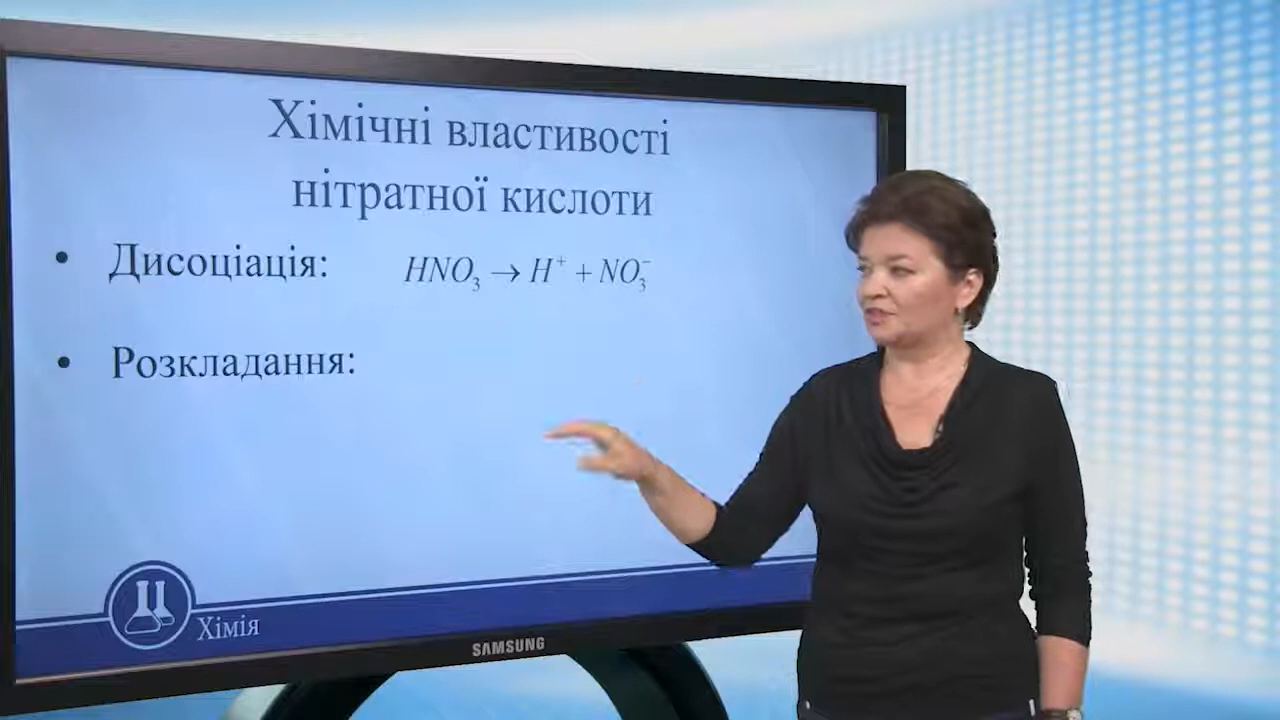 Хімічні властивості
нітратної кислоти
• Дисоціація: HNO₃ → H⁺ + NO₃⁻
• Розкладання:
Хімія
SAMSUNG